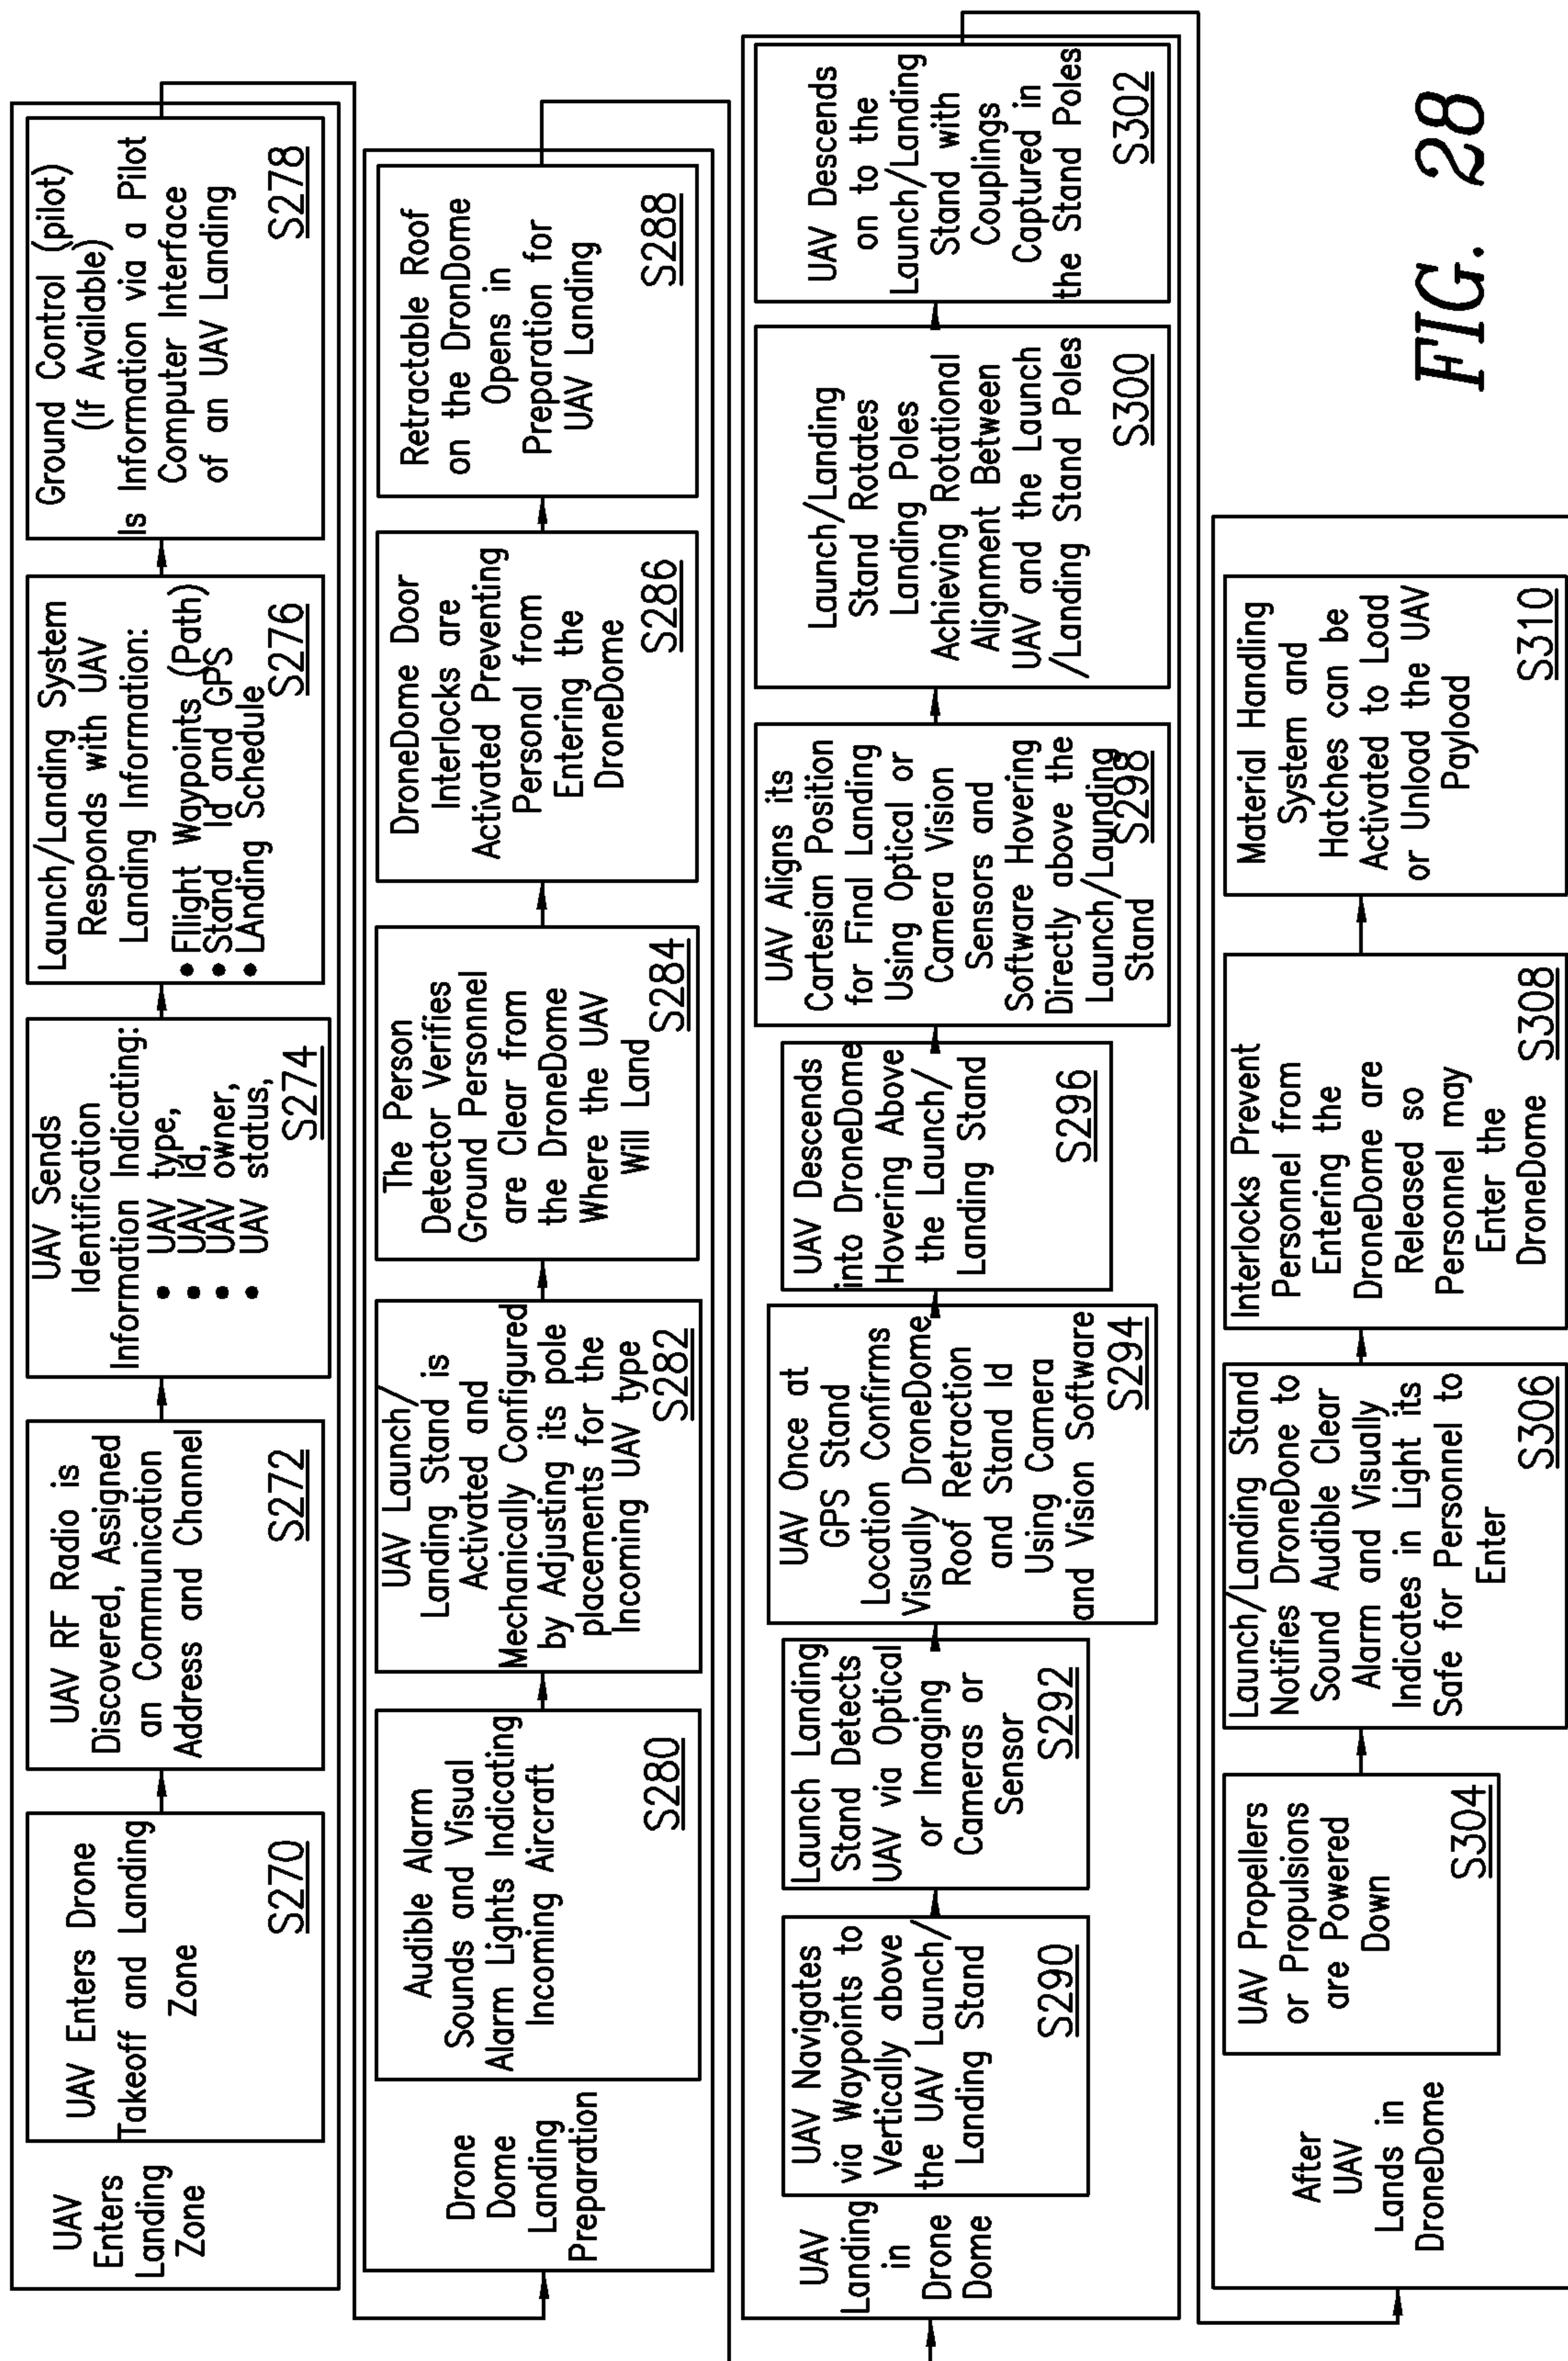 UAV
Enters
Landing
Zone
UAV Enters Drone
Takeoff and Landing
Zone
S270
UAV RF Radio is
Discovered, Assigned
an Communication
Address and Channel
S272
UAV Sends
Identification
Information Indicating:
• UAV type,
• UAV Id,
• UAV owner,
• UAV status,
S274
Launch/Landing System
Responds with UAV
Landing Information:
• Fllight Waypoints (Path)
• Stand Id and GPS
• LAnding Schedule
S276
Ground Control (pilot)
(If Available)
Is Information via a Pilot
Computer Interface
of an UAV Landing
S278
Drone
Dome
Landing
Preparation
Audible Alarm
Sounds and Visual
Alarm Lights Indicating
Incoming Aircraft
S280
UAV Launch/
Landing Stand is
Activated and
Mechanically Configured
by Adjusting its pole
placements for the
Incoming UAV type
S282
The Person
Detector Verifies
Ground Personnel
are Clear from
the DroneDome
Where the UAV
Will Land
S284
DroneDome Door
Interlocks are
Activated Preventing
Personal from
Entering the
DroneDome
S286
Retractable Roof
on the DronDome
Opens in
Preparation for
UAV Landing
S288
UAV
Landing
in
Drone
Dome
UAV Navigates
via Waypoints to
Vertically above
the UAV Launch/
Landing Stand
S290
Launch Landing
Stand Detects
UAV via Optical
or Imaging
Cameras or
Sensor
S292
UAV Once at
GPS Stand
Location Confirms
Visually DroneDome
Roof Retraction
and Stand Id
Using Camera
and Vision Software
S294
UAV Descends
into DroneDome
Hovering Above
the Launch/
Landing Stand
S296
UAV Aligns its
Cartesian Position
for Final Landing
Using Optical or
Camera Vision
Sensors and
Software Hovering
Directly above the
Launch/Launding
Stand
S298
Launch/Landing
Stand Rotates
Landing Poles
Achieving Rotational
Alignment Between
UAV and the Launch
/Landing Stand Poles
S300
UAV Descends
on to the
Launch/Landing
Stand with
Couplings
Captured in
the Stand Poles
S302
After
UAV
Lands in
DroneDome
UAV Propellers
or Propulsions
are Powered
Down
S304
Launch/Landing Stand
Notifies DroneDone to
Sound Audible Clear
Alarm and Visually
Indicates in Light its
Safe for Personnel to
Enter
S306
Interlocks Prevent
Personnel from
Entering the
DroneDome are
Released so
Personnel may
Enter the
DroneDome
S308
Material Handling
System and
Hatches can be
Activated to Load
or Unload the UAV
Payload
S310
FIG. 28